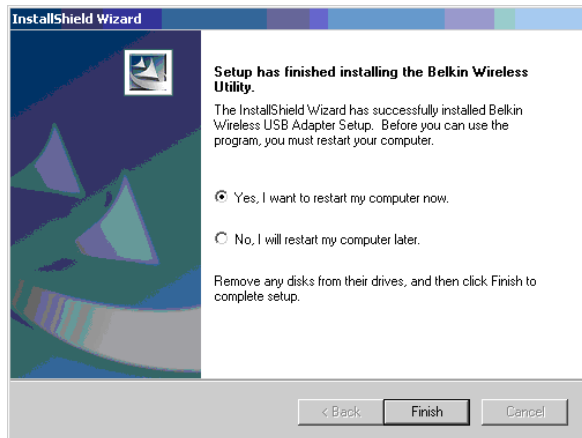 InstallShield Wizard
Setup has finished installing the Belkin Wireless
Utility.
The InstallShield Wizard has successfully installed Belkin
Wireless USB Adapter Setup. Before you can use the
program, you must restart your computer.
Yes, I want to restart my computer now.
No, I will restart my computer later.
Remove any disks from their drives, and then click Finish to
complete setup.
< Back
Finish
Cancel